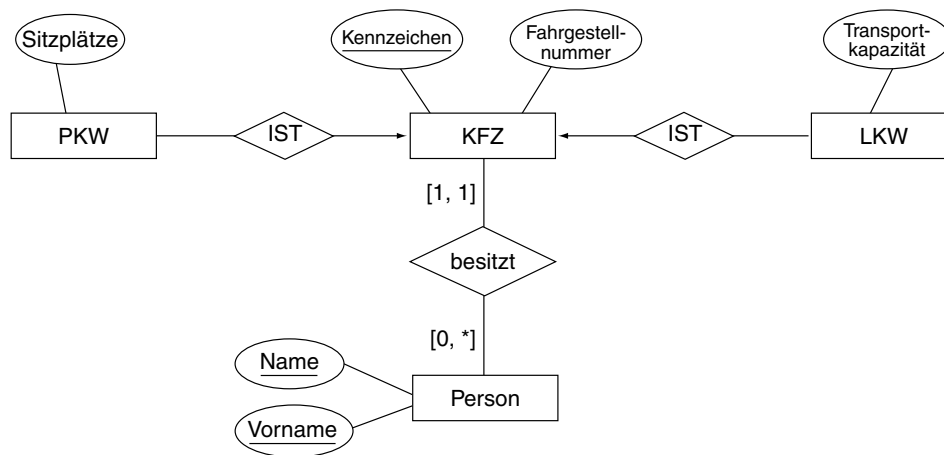 Sitzplätze
Kennzeichen
Fahrgestell-
nummer
Transport-
kapazität
PKW
IST
KFZ
IST
LKW
[1, 1]
besitzt
[0, *]
Name
Person
Vorname